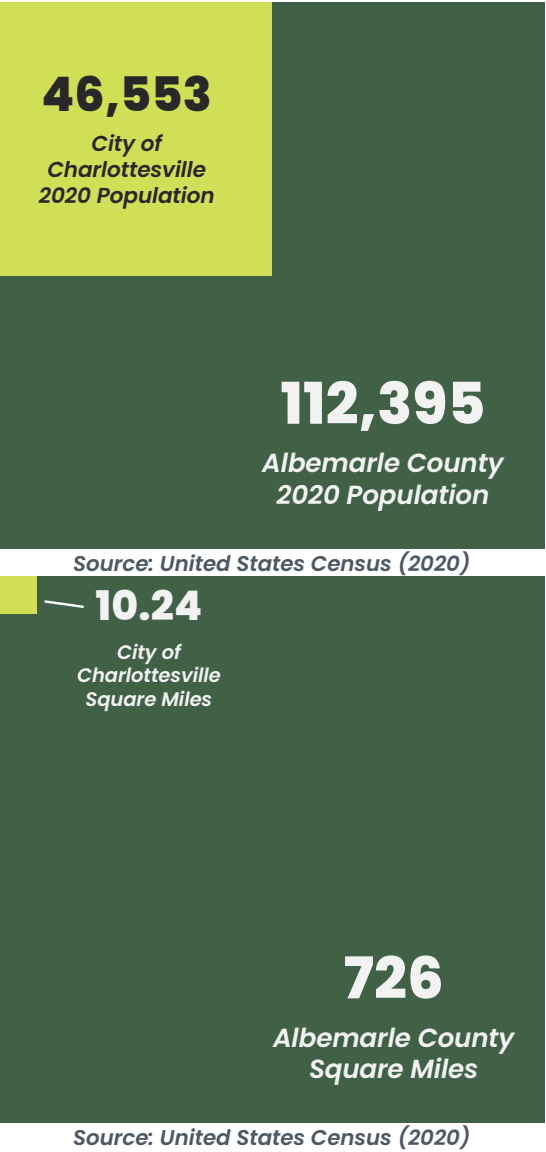 46,553
City of
Charlottesville
2020 Population
112,395
Albemarle County
2020 Population
Source: United States Census (2020)
10.24
City of
Charlottesville
Square Miles
726
Albemarle County
Square Miles
Source: United States Census (2020)